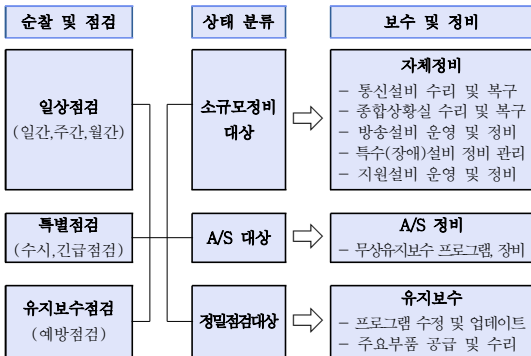 순찰 및 점검
상태 분류
보수 및 정비
일상점검
(일간,주간,월간)
소규모정비
대상
자체정비
– 통신설비 수리 및 복구
– 종합상황실 수리 및 복구
– 방송설비 운영 및 정비
– 특수(장애)설비 정비 관리
– 지원설비 운영 및 정비
특별점검
(수시,긴급점검)
A/S 대상
A/S 정비
– 무상유지보수 프로그램, 장비
유지보수점검
(예방점검)
정밀점검대상
유지보수
– 프로그램 수정 및 업데이트
– 주요부품 공급 및 수리